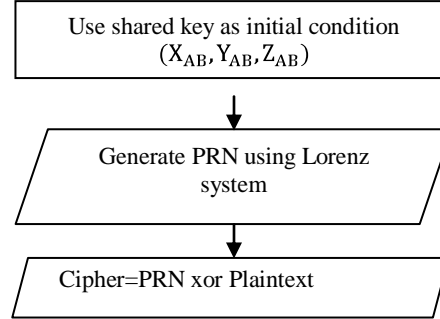 Use shared key as initial condition
(X_AB,Y_AB,Z_AB)
Generate PRN using Lorenz
system
Cipher=PRN xor Plaintext